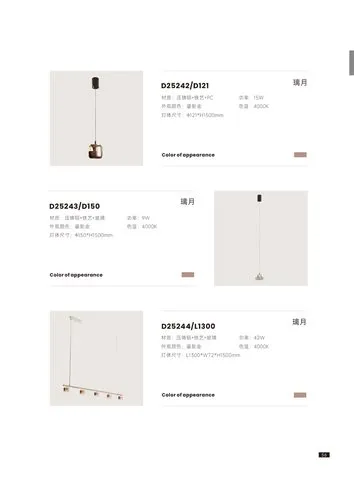 D25242/D121
璃月
材质：压铸铝+铁艺+PC
功率：15W
外观颜色：鎏影金
色温：4000K
灯体尺寸：Φ121*H1500mm
Color of appearance
D25243/D150
璃月
材质：压铸铝+铁艺+玻璃
功率：9W
外观颜色：鎏影金
色温：4000K
灯体尺寸：Φ150*H1500mm
Color of appearance
D25244/L1300
璃月
材质：压铸铝+铁艺+玻璃
功率：42W
外观颜色：鎏影金
色温：4000K
灯体尺寸：L1300*W72*H1500mm
Color of appearance